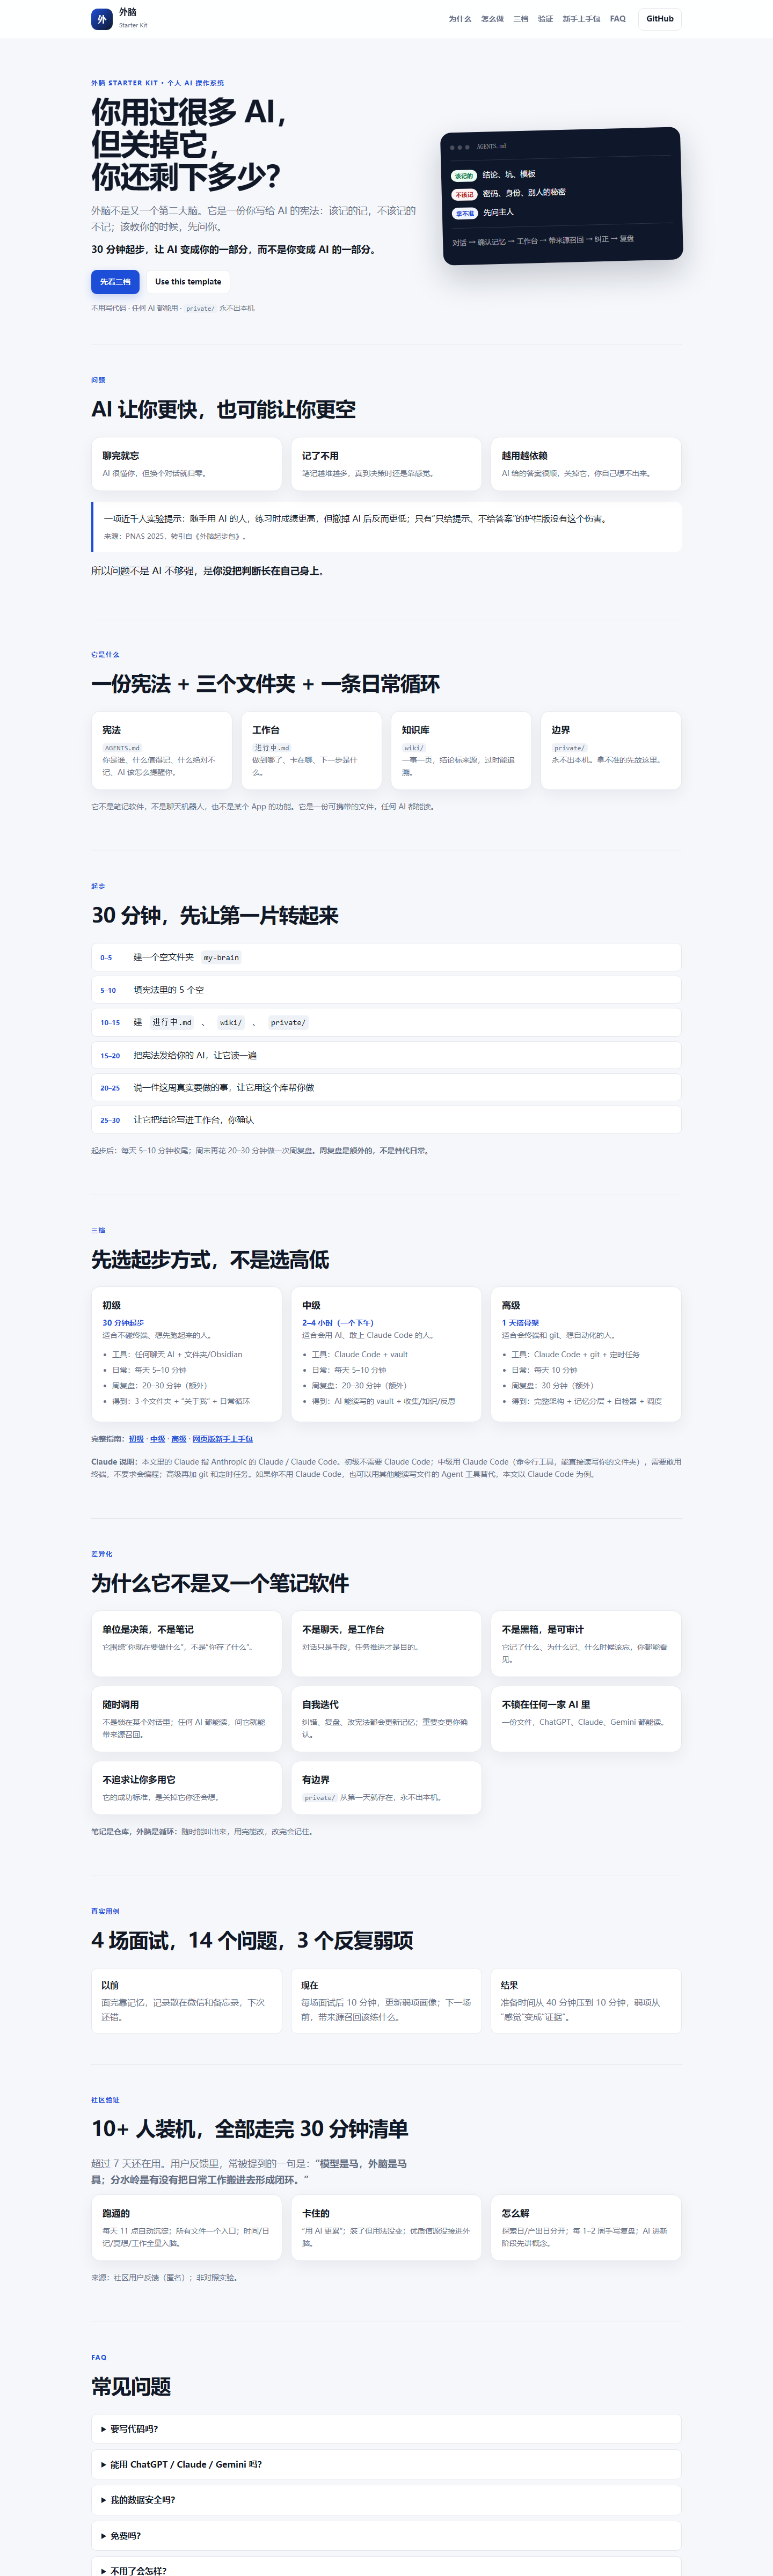 外
外脑
Starter Kit
为什么
怎么做
三档
验证
新手上手包
FAQ
GitHub
外脑 STARTER KIT · 个人 AI 操作系统
你用过很多 AI，
但关掉它，
你还剩下多少？
外脑不是又一个第二大脑。它是一份你写给 AI 的宪法：该记的记，不该记的
不记；该教你的时候，先问你。
30 分钟起步，让 AI 变成你的一部分，而不是你变成 AI 的一部分。
先看三档
Use this template
不用写代码 · 任何 AI 都能用 · private/ 永不出本机
AGENTS.md
该记的 结论、坑、模板
不该记 密码、身份、别人的秘密
拿不准 先问主人
对话 → 确认记忆 → 工作台 → 带来源召回 → 纠正 → 复盘
问题
AI 让你更快，也可能让你更空
聊完就忘
AI 很懂你，但换个对话就归零。
记了不用
笔记越堆越多，真到决策时还是靠感觉。
越用越依赖
AI 给的答案很顺，关掉它，你自己想不出来。
一项近千人实验提示：随手用 AI 的人，练习时成绩更高，但撤掉 AI 后反而更低；只有“只给提示、不给答案”的护栏版没有这个伤害。
来源：PNAS 2025，转引自《外脑起步包》。
所以问题不是 AI 不够强，是你没把判断长在自己身上。
它是什么
一份宪法 + 三个文件夹 + 一条日常循环
宪法
AGENTS.md
你是谁、什么值得记、什么绝对不
记、AI 该怎么提醒你。
工作台
进行中.md
做到哪了、卡在哪、下一步是什
么。
知识库
wiki/
一事一页，结论标来源，过时能追
溯。
边界
private/
永不出本机。拿不准的先放这里。
它不是笔记软件，不是聊天机器人，也不是某个 App 的功能。它是一份可携带的文件，任何 AI 都能读。
起步
30 分钟，先让第一片转起来
0–5 建一个空文件夹 my-brain
5–10 填宪法里的 5 个空
10–15 建 进行中.md 、 wiki/ 、 private/
15–20 把宪法发给你的 AI，让它读一遍
20–25 说一件这周真实要做的事，让它用这个库帮你做
25–30 让它把结论写进工作台，你确认
起步后：每天 5–10 分钟收尾；周末再花 20–30 分钟做一次周复盘。周复盘是额外的，不是替代日常。
三档
先选起步方式，不是选高低
初级
30 分钟起步
适合不碰终端、想先跑起来的人。
• 工具：任何聊天 AI + 文件夹/Obsidian
• 日常：每天 5–10 分钟
• 周复盘：20–30 分钟（额外）
• 得到：3 个文件夹 + “关于我” + 日常循环
中级
2–4 小时（一个下午）
适合会用 AI、敢上 Claude Code 的人。
• 工具：Claude Code + vault
• 日常：每天 5–10 分钟
• 周复盘：20–30 分钟（额外）
• 得到：AI 能读写的 vault + 收集/知识/反思
高级
1 天搭骨架
适合会终端和 git、想自动化的人。
• 工具：Claude Code + git + 定时任务
• 日常：每天 10 分钟
• 周复盘：30 分钟（额外）
• 得到：完整架构 + 记忆分层 + 自检器 + 调度
完整指南：初级 · 中级 · 高级 · 网页版新手上手包
Claude 说明：本文里的 Claude 指 Anthropic 的 Claude / Claude Code。初级不需要 Claude Code；中级用 Claude Code（命令行工具，能直接读写你的文件夹），需要敢用
终端，不要求会编程；高级再加 git 和定时任务。如果你不用 Claude Code，也可以用其他能读写文件的 Agent 工具替代，本文以 Claude Code 为例。
差异化
为什么它不是又一个笔记软件
单位是决策，不是笔记
它围绕“你现在要做什么”，不是“你存了什么”。
不是聊天，是工作台
对话只是手段，任务推进才是目的。
不是黑箱，是可审计
它记了什么、为什么记、什么时候该忘，你都能看
见。
随时调用
不是锁在某个对话里；任何 AI 都能读，问它就能
带来源召回。
自我迭代
纠错、复盘、改宪法都会更新记忆；重要变更你确
认。
不锁在任何一家 AI 里
一份文件，ChatGPT、Claude、Gemini 都能读。
不追求让你多用它
它的成功标准，是关掉它你还会想。
有边界
private/ 从第一天就存在，永不出本机。
笔记是仓库，外脑是循环：随时能叫出来，用完能改，改完会记住。
真实用例
4 场面试，14 个问题，3 个反复弱项
以前
面完靠记忆，记录散在微信和备忘录，下次
还错。
现在
每场面试后 10 分钟，更新弱项画像；下一场
前，带来源召回该练什么。
结果
准备时间从 40 分钟压到 10 分钟，弱项从
“感觉”变成“证据”。
社区验证
10+ 人装机，全部走完 30 分钟清单
超过 7 天还在用。用户反馈里，常被提到的一句是：“模型是马，外脑是马
具；分水岭是有没有把日常工作搬进去形成闭环。”
跑通的
每天 11 点自动沉淀；所有文件一个入口；时间/日
记/冥想/工作全量入脑。
卡住的
“用 AI 更累”；装了但用法没变；优质信源没接进外
脑。
怎么解
探索日/产出日分开，每 1–2 周手写复盘；AI 进新
阶段先讲概念。
来源：社区用户反馈（匿名）；非对照实验。
FAQ
常见问题
▶ 要写代码吗？
▶ 能用 ChatGPT / Claude / Gemini 吗？
▶ 我的数据安全吗？
▶ 免费吗？
▶ 不用了会怎样？